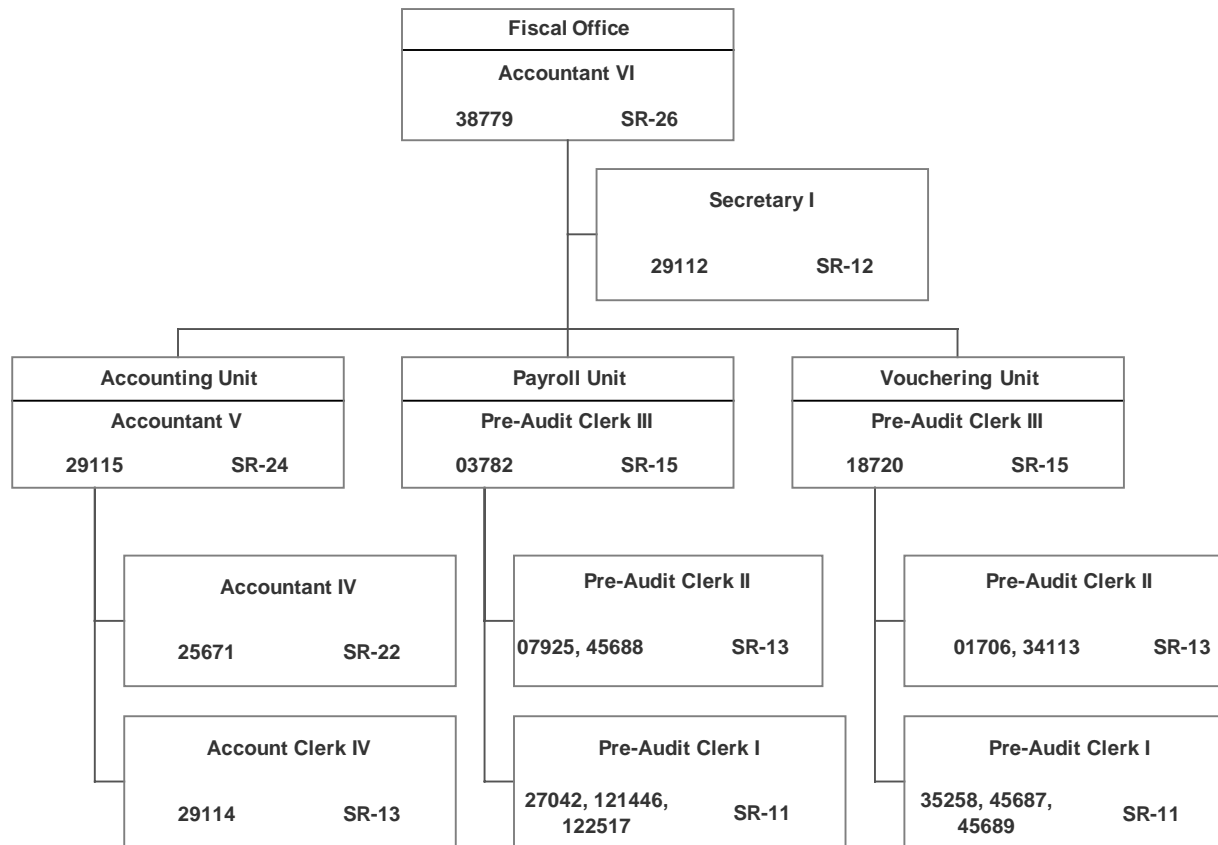 Fiscal Office
Accountant VI
38779 SR-26
Secretary I
29112 SR-12
Accounting Unit
Accountant V
29115 SR-24
Payroll Unit
Pre-Audit Clerk III
03782 SR-15
Vouchering Unit
Pre-Audit Clerk III
18720 SR-15
Accountant IV
25671 SR-22
Account Clerk IV
29114 SR-13
Pre-Audit Clerk II
07925, 45688 SR-13
Pre-Audit Clerk I
27042, 121446,
122517
SR-11
Pre-Audit Clerk II
01706, 34113 SR-13
Pre-Audit Clerk I
35258, 45687,
45689
SR-11